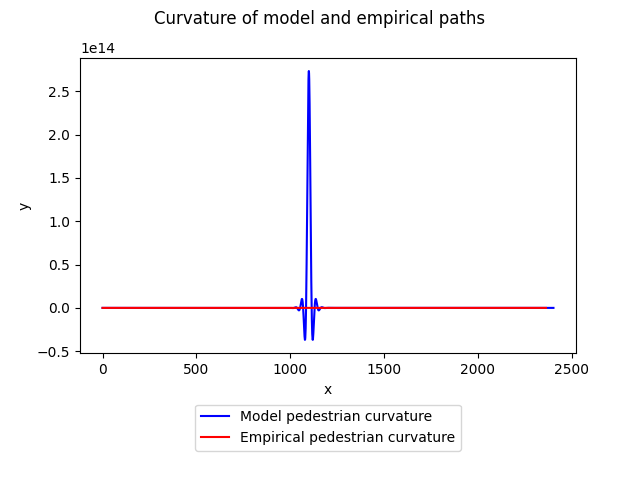 Curvature of model and empirical paths
1e14
2.5
2.0
1.5
1.0
0.5
0.0
−0.5
y
0 500 1000 1500 2000 2500
x
Model pedestrian curvature
Empirical pedestrian curvature